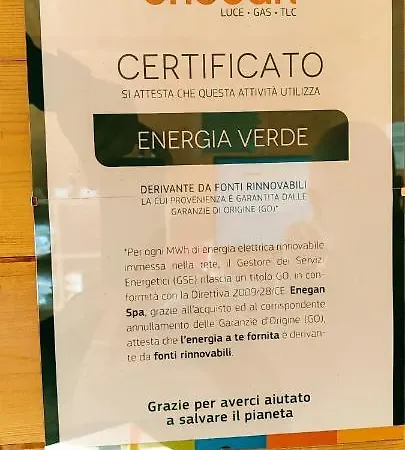 LUCE • GAS • TLC
CERTIFICATO
SI ATTESTA CHE QUESTA ATTIVITÀ UTILIZZA
ENERGIA VERDE
DERIVANTE DA FONTI RINNOVABILI
LA CUI PROVENIENZA È GARANTITA DALLE
GARANZIE DI ORIGINE (GO)*
*Per ogni MWh di energia elettrica rinnovabile
immessa nella rete, il Gestore dei Servizi
Energetici (GSE) rilascia un titolo GO, in con-
formità con la Direttiva 2009/28/CE. Enegan
Spa, grazie all'acquisto ed al corrispondente
annullamento delle Garanzie d'Origine (GO),
attesta che l'energia a te fornita è derivan-
te da fonti rinnovabili.
Grazie per averci aiutato
a salvare il pianeta